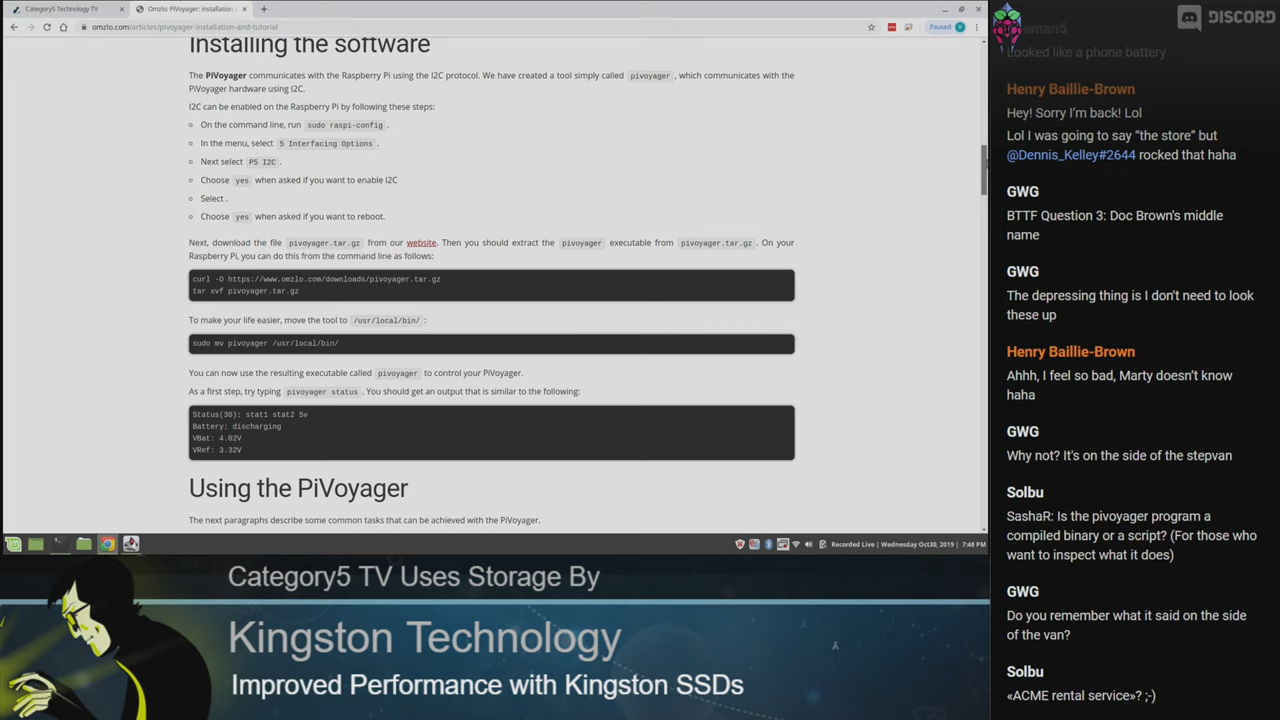 Category5 Technology TV
Omzlo: PiVoyager: installation
omzlo.com/articles/pivoyager-installation-and-tutorial
Paused
Installing the software
The PiVoyager communicates with the Raspberry Pi using the I2C protocol. We have created a tool simply called pivoyager, which communicates with the
PiVoyager hardware using I2C.
I2C can be enabled on the Raspberry Pi by following these steps:
On the command line, run sudo raspi-config.
In the menu, select 5 Interfacing Options.
Next select P5 I2C.
Choose yes when asked if you want to enable I2C
Select .
Choose yes when asked if you want to reboot.
Next, download the file pivoyager.tar.gz from our website. Then you should extract the pivoyager executable from pivoyager.tar.gz. On your
Raspberry Pi, you can do this from the command line as follows:
curl -O https://www.omzlo.com/downloads/pivoyager.tar.gz
tar xvf pivoyager.tar.gz
To make your life easier, move the tool to /usr/local/bin/:
sudo mv pivoyager /usr/local/bin/
You can now use the resulting executable called pivoyager to control your PiVoyager.
As a first step, try typing pivoyager status. You should get an output that is similar to the following:
Status(30): stat1 stat2 5v
Battery: discharging
VBat: 4.02V
VRef: 3.32V
Using the PiVoyager
The next paragraphs describe some common tasks that can be achieved with the PiVoyager.
Recorded Live | Wednesday Oct30, 2019 | 7:48 PM
Category5 TV Uses Storage By
Kingston Technology
Improved Performance with Kingston SSDs
DISCORD
Looked like a phone battery
Henry Baillie-Brown
Hey! Sorry I'm back! Lol
Lol I was going to say "the store" but
@Dennis_Kelley#2644 rocked that haha
GWG
BTTF Question 3: Doc Brown's middle
name
GWG
The depressing thing is I don't need to look
these up
Henry Baillie-Brown
Ahhh, I feel so bad, Marty doesn't know
haha
GWG
Why not? It's on the side of the stepvan
Solbu
SashaR: Is the pivoyager program a
compiled binary or a script? (For those who
want to inspect what it does)
GWG
Do you remember what it said on the side
of the van?
Solbu
«ACME rental service»? ;-)